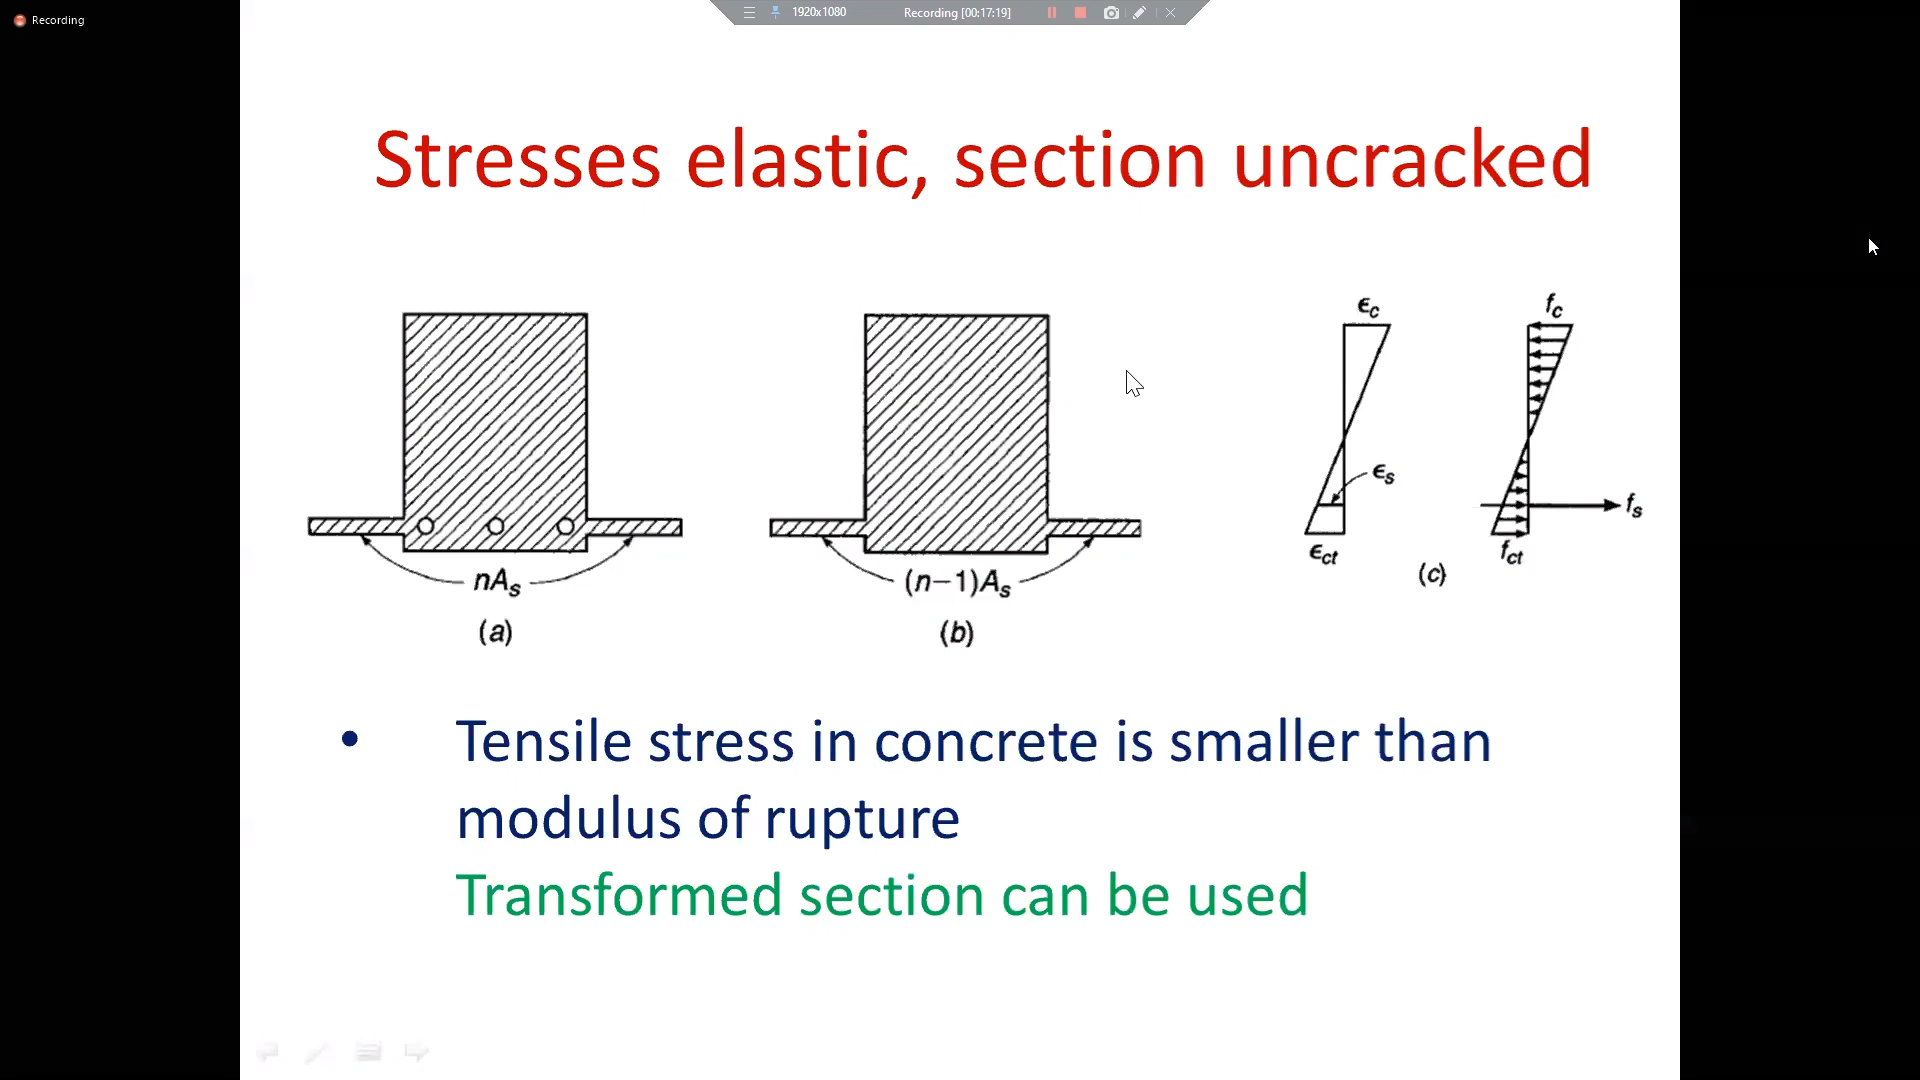 Recording
1920x1080
Recording [00:17:19]
Stresses elastic, section uncracked
nAs
(a)
(n−1)As
(b)
ϵc
ϵs
ϵct
fc
fs
fct
(c)
• Tensile stress in concrete is smaller than
modulus of rupture
Transformed section can be used